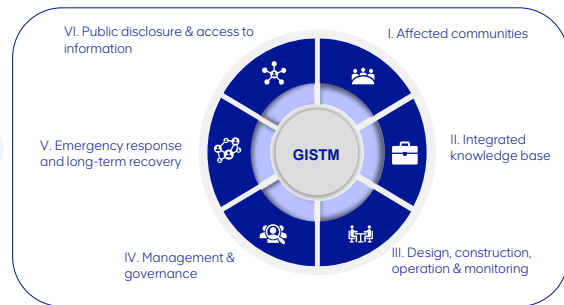 VI. Public disclosure & access to
information
I. Affected communities
II. Integrated
knowledge base
III. Design, construction,
operation & monitoring
IV. Management &
governance
V. Emergency response
and long-term recovery
GISTM